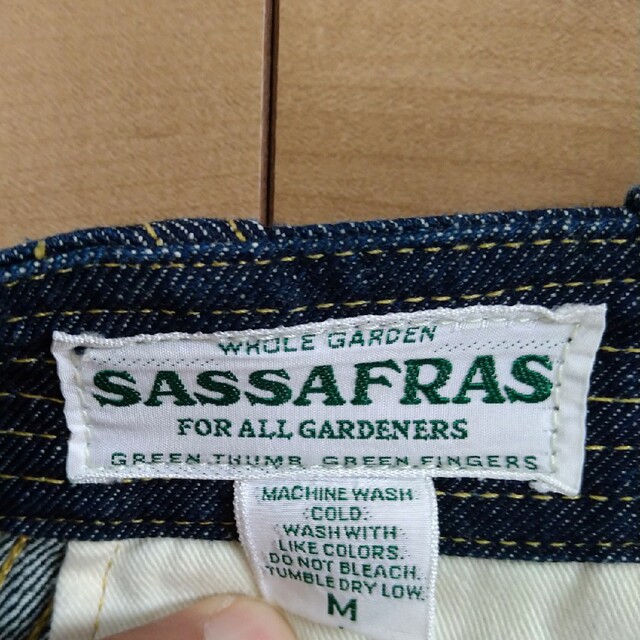 WHOLE GARDEN
SASSAFRAS
FOR ALL GARDENERS
GREEN THUMB GREEN FINGERS
MACHINE WASH
COLD.
WASH WITH
LIKE COLORS.
DO NOT BLEACH.
TUMBLE DRY LOW.
M